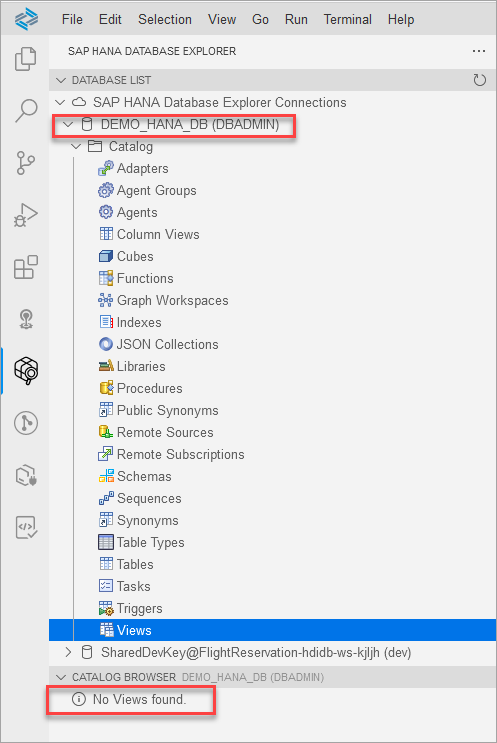 File Edit Selection View Go Run Terminal Help
SAP HANA DATABASE EXPLORER
DATABASE LIST
SAP HANA Database Explorer Connections
DEMO_HANA_DB (DBADMIN)
Catalog
Adapters
Agent Groups
Agents
Column Views
Cubes
Functions
Graph Workspaces
Indexes
JSON Collections
Libraries
Procedures
Public Synonyms
Remote Sources
Remote Subscriptions
Schemas
Sequences
Synonyms
Table Types
Tables
Tasks
Triggers
Views
SharedDevKey@FlightReservation-hdidb-ws-kjljh (dev)
CATALOG BROWSER DEMO_HANA_DB (DBADMIN)
No Views found.